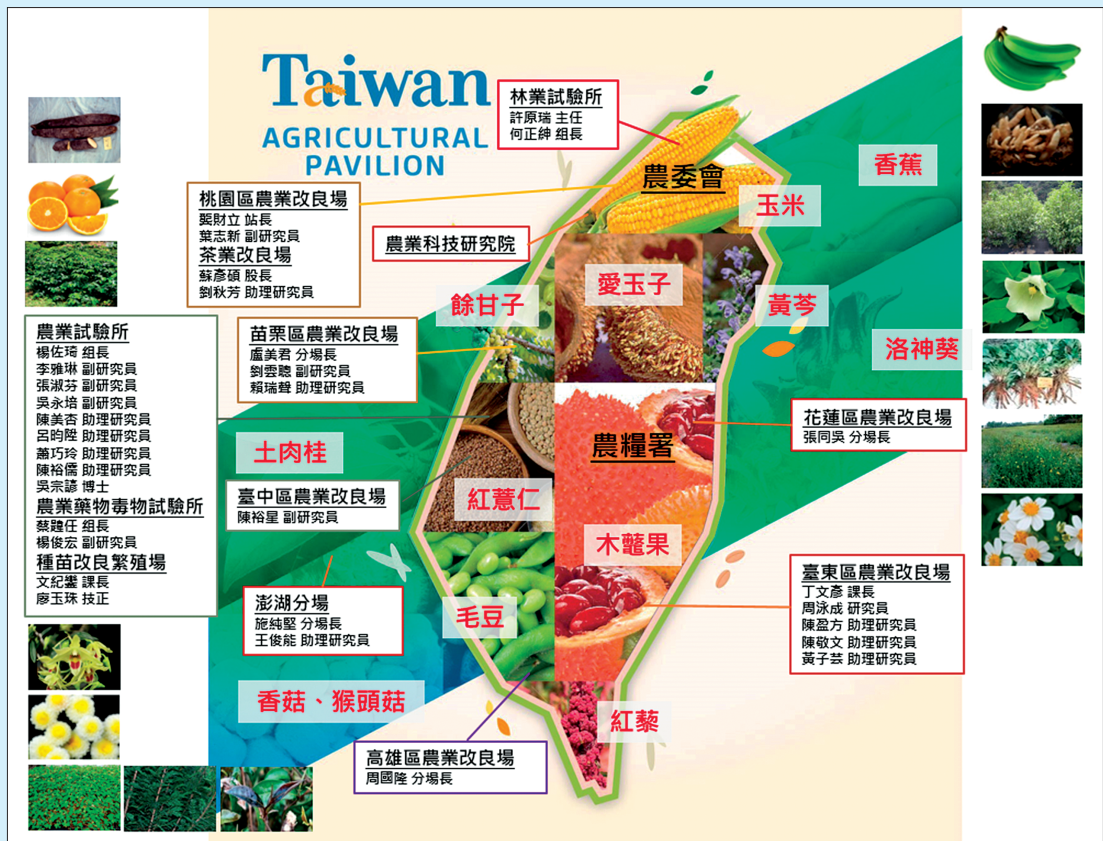 Taiwan
AGRICULTURAL
PAVILION
林業試驗所
許原瑞 主任
何正紳 組長
農委會
玉米
香蕉
桃園區農業改良場
龔財立 站長
葉志新 副研究員
茶業改良場
蘇彥碩 股長
劉秋芳 助理研究員
農業科技研究院
餘甘子
愛玉子
黃芩
洛神葵
苗栗區農業改良場
盧美君 分場長
劉雲聰 副研究員
賴瑞聲 助理研究員
農業試驗所
楊佐琦 組長
李雅琳 副研究員
張淑芬 副研究員
吳永培 副研究員
陳美杏 助理研究員
呂昀陞 助理研究員
蕭巧玲 助理研究員
陳裕儒 助理研究員
吳宗諺 博士
農業藥物毒物試驗所
蔡韙任 組長
楊俊宏 副研究員
種苗改良繁殖場
文紀鑾 課長
廖玉珠 技正
農糧署
花蓮區農業改良場
張同吳 分場長
土肉桂
臺中區農業改良場
陳裕星 副研究員
紅薏仁
木虌果
澎湖分場
施純堅 分場長
王俊能 助理研究員
毛豆
臺東區農業改良場
丁文彥 課長
周泳成 研究員
陳盈方 助理研究員
陳敬文 助理研究員
黃子芸 助理研究員
香菇、猴頭菇
紅藜
高雄區農業改良場
周國隆 分場長